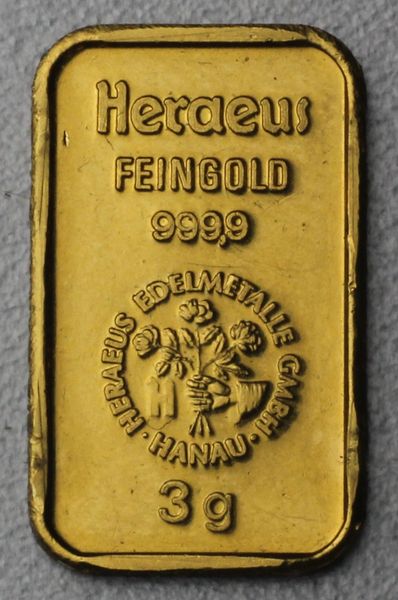 Heraeus
FEINGOLD
999,9
HERAEUS EDELMETALLE GMBH
H
· HANAU ·
3g